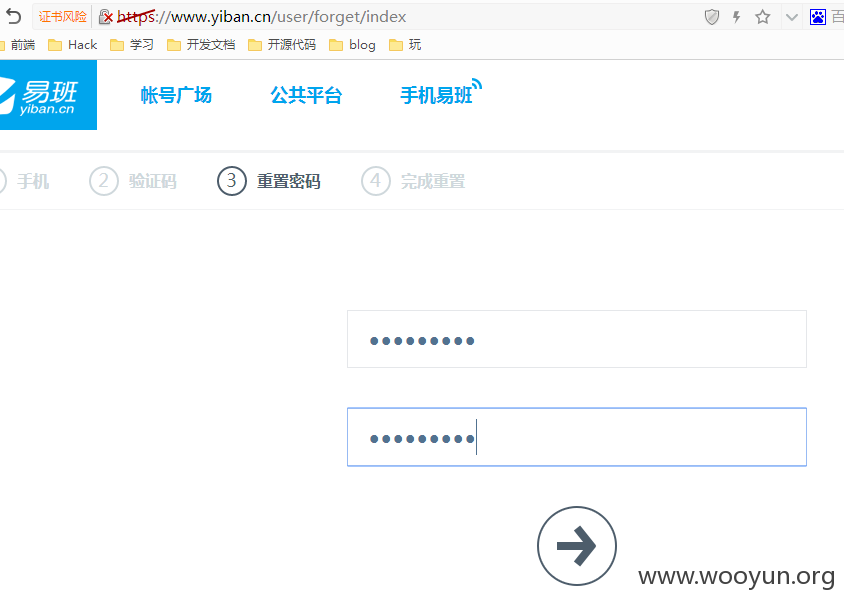 证书风险 https://www.yiban.cn/user/forget/index
前端 Hack 学习 开发文档 开源代码 blog 玩
易班 帐号广场 公共平台 手机易班
yiban.cn
手机 2 验证码 3 重置密码 4 完成重置
www.wooyun.org